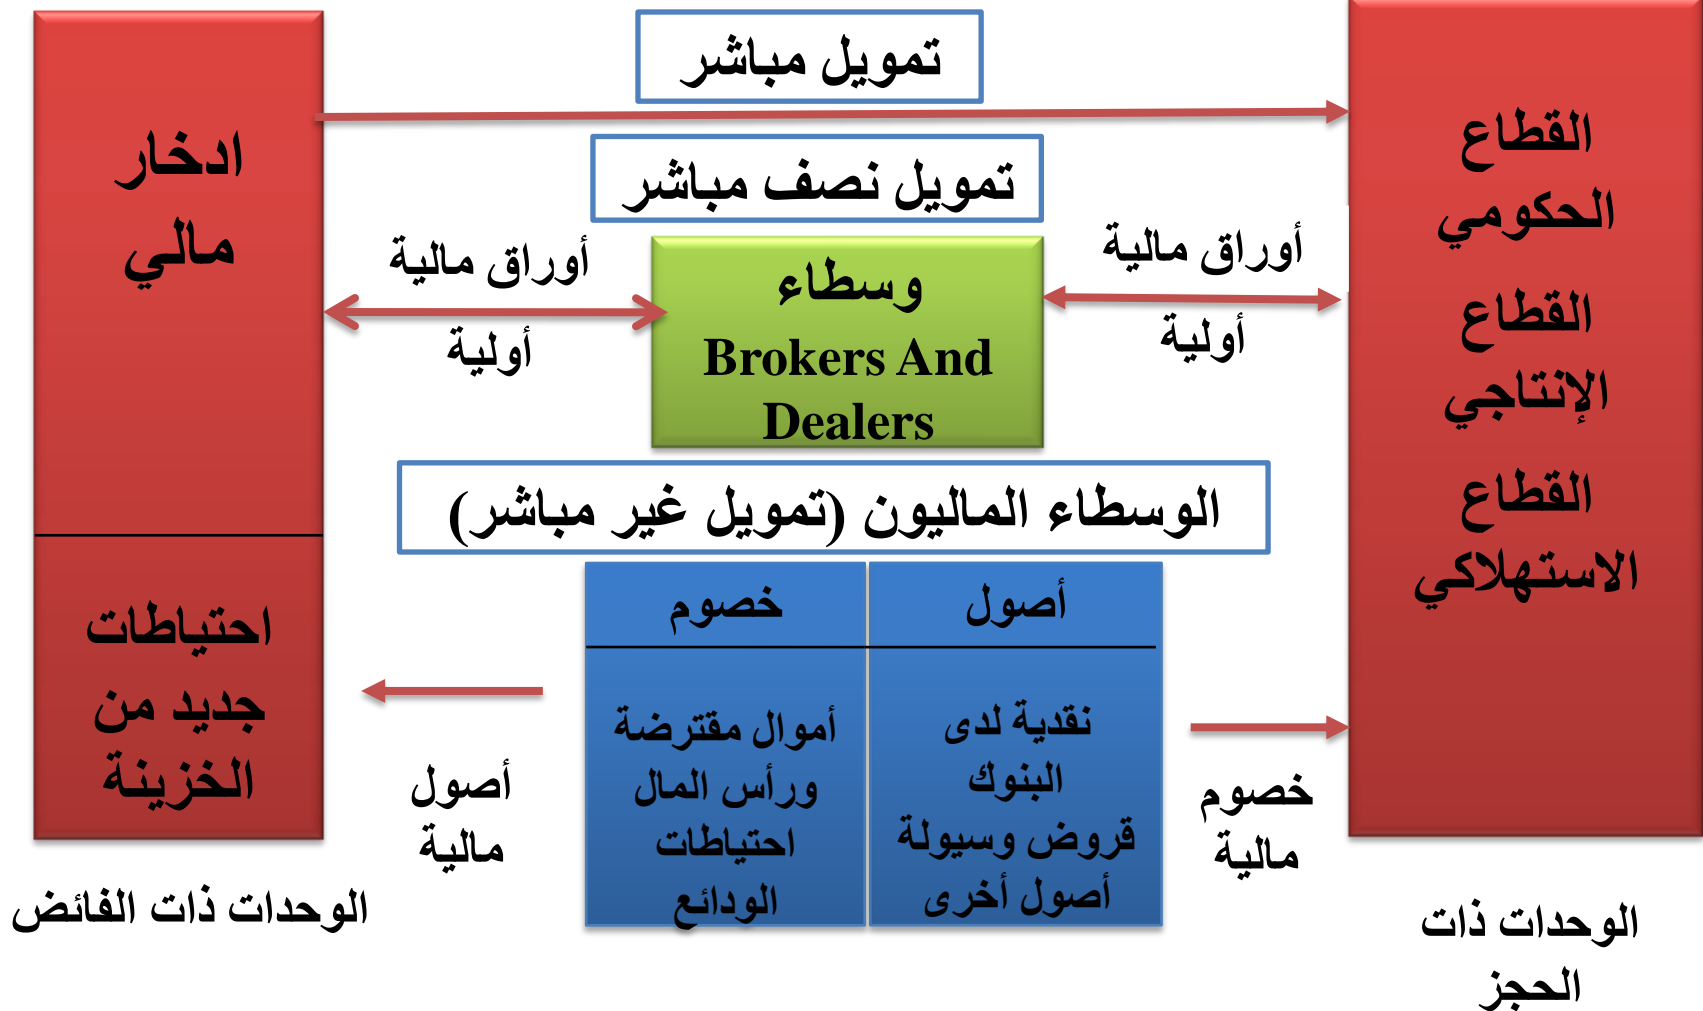 تمويل مباشر
القطاع
الحكومي
القطاع
الإنتاجي
القطاع
الاستهلاكي
ادخار
مالي
تمويل نصف مباشر
أوراق مالية
أولية
وسطاء
Brokers And
Dealers
أوراق مالية
أولية
الوسطاء الماليون (تمويل غير مباشر)
أصول
خصوم
نقدية لدى
البنوك
قروض وسيولة
أصول أخرى
أموال مقترضة
ورأس المال
احتياطات
الودائع
احتياطات
جديد من
الخزينة
خصوم
مالية
أصول
مالية
الوحدات ذات
الحجز
الوحدات ذات الفائض